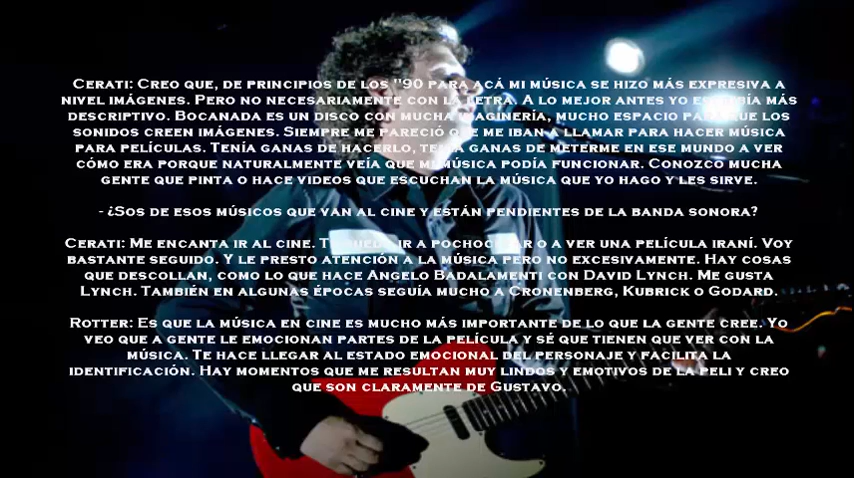 Cerati: Creo que, de principios de los "90 para acá mi música se hizo más expresiva a
nivel imágenes. Pero no necesariamente con la letra. A lo mejor antes yo escribía más
descriptivo. Bocanada es un disco con mucha imaginería, mucho espacio para que los
sonidos creen imágenes. Siempre me pareció que me iban a llamar para hacer música
para películas. Tenía ganas de hacerlo, tenía ganas de meterme en ese mundo a ver
cómo era porque naturalmente veía que mi música podía funcionar. Conozco mucha
gente que pinta o hace videos que escuchan la música que yo hago y les sirve.
- ¿Sos de esos músicos que van al cine y están pendientes de la banda sonora?
Cerati: Me encanta ir al cine. Te puedo ir a pochoclear o a ver una película iraní. Voy
bastante seguido. Y le presto atención a la música pero no excesivamente. Hay cosas
que descollan, como lo que hace Angelo Badalamenti con David Lynch. Me gusta
Lynch. También en algunas épocas seguía mucho a Cronenberg, Kubrick o Godard.
Rotter: Es que la música en cine es mucho más importante de lo que la gente cree. Yo
veo que a gente le emocionan partes de la película y sé que tienen que ver con la
música. Te hace llegar al estado emocional del personaje y facilita la
identificación. Hay momentos que me resultan muy lindos y emotivos de la peli y creo
que son claramente de Gustavo.